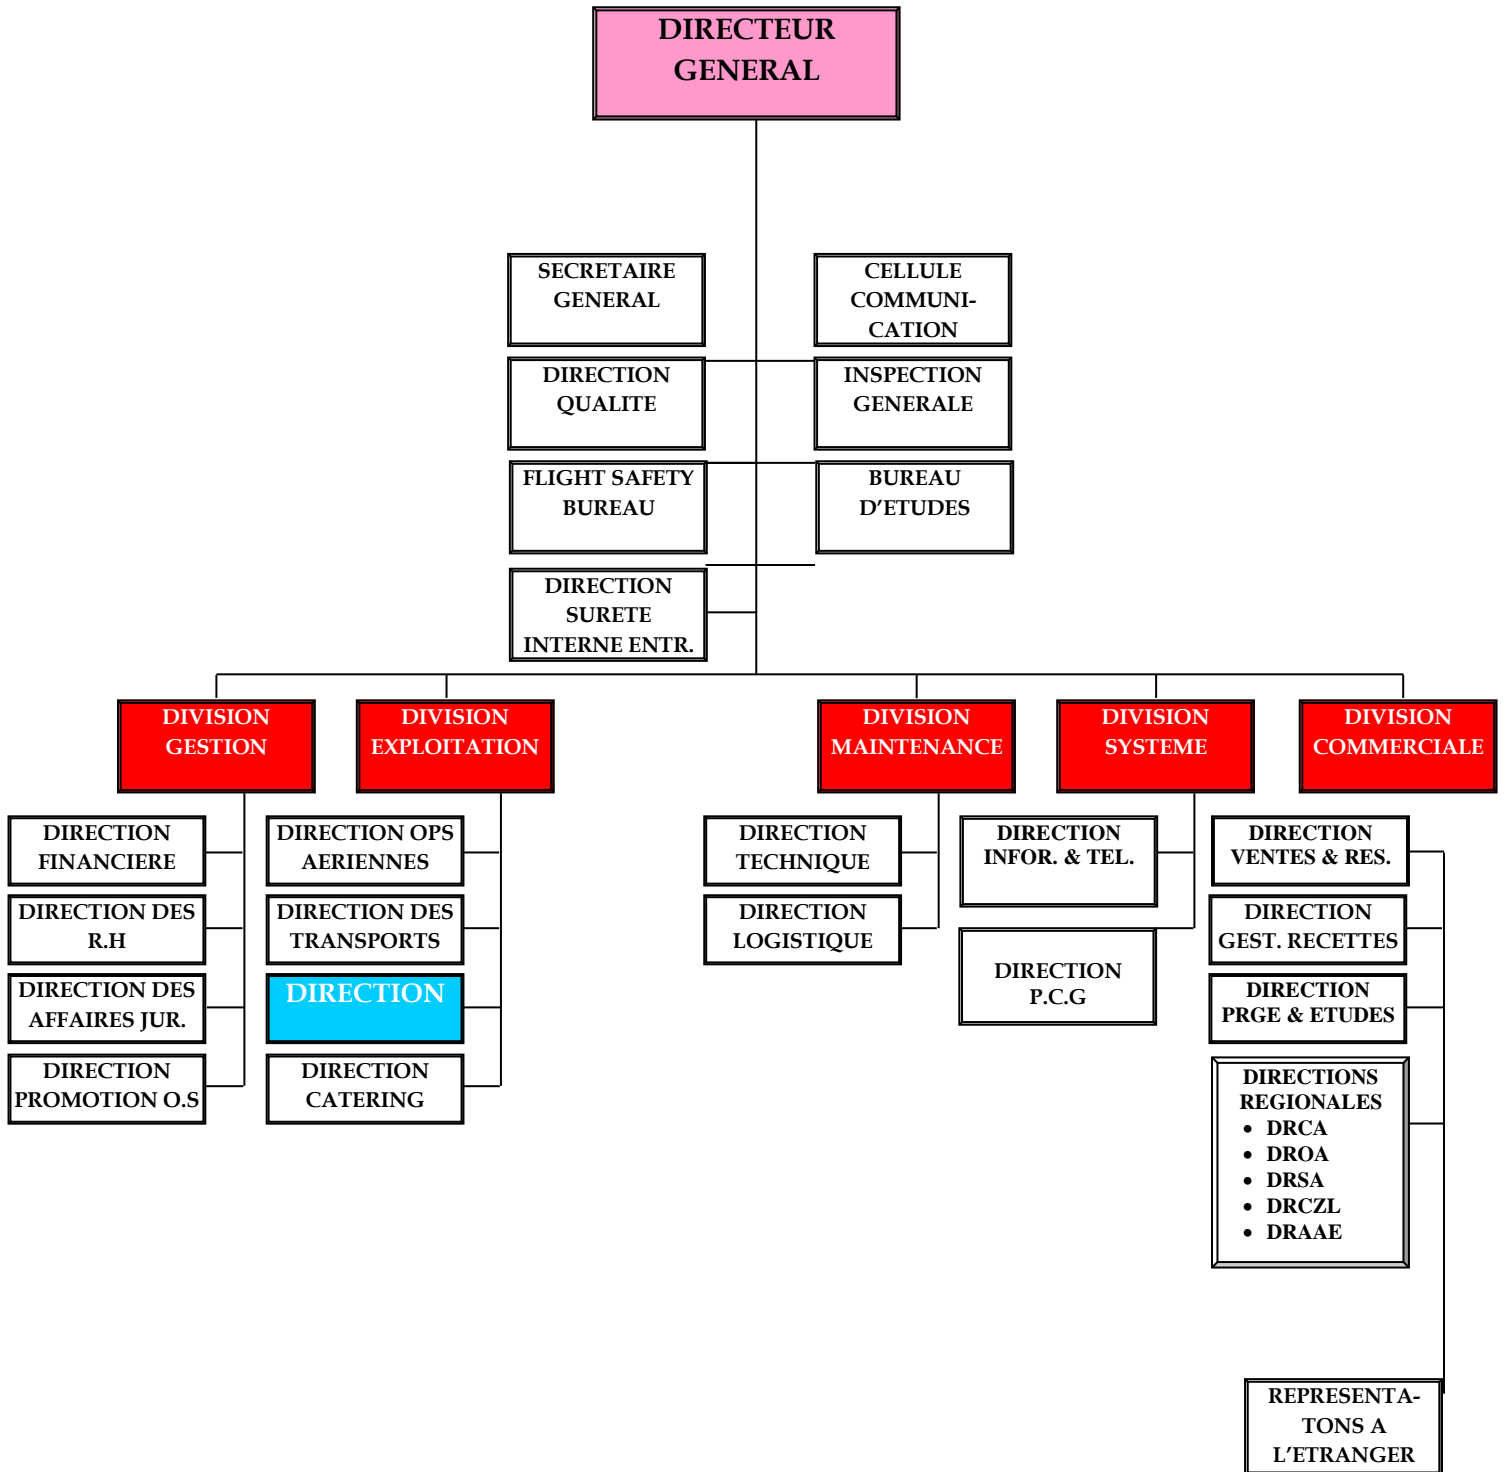 DIRECTEUR
GENERAL
SECRETAIRE
GENERAL
CELLULE
COMMUNI-
CATION
DIRECTION
QUALITE
INSPECTION
GENERALE
FLIGHT SAFETY
BUREAU
BUREAU
D’ETUDES
DIRECTION
SURETE
INTERNE ENTR.
DIVISION
GESTION
DIVISION
EXPLOITATION
DIVISION
MAINTENANCE
DIVISION
SYSTEME
DIVISION
COMMERCIALE
DIRECTION
FINANCIERE
DIRECTION DES
R.H
DIRECTION DES
AFFAIRES JUR.
DIRECTION
PROMOTION O.S
DIRECTION OPS
AERIENNES
DIRECTION DES
TRANSPORTS
DIRECTION
DIRECTION
CATERING
DIRECTION
TECHNIQUE
DIRECTION
LOGISTIQUE
DIRECTION
INFOR. & TEL.
DIRECTION
P.C.G
DIRECTION
VENTES & RES.
DIRECTION
GEST. RECETTES
DIRECTION
PRGE & ETUDES
DIRECTIONS
REGIONALES
• DRCA
• DROA
• DRSA
• DRCZL
• DRAAE
REPRESENTA-
TONS A
L’ETRANGER